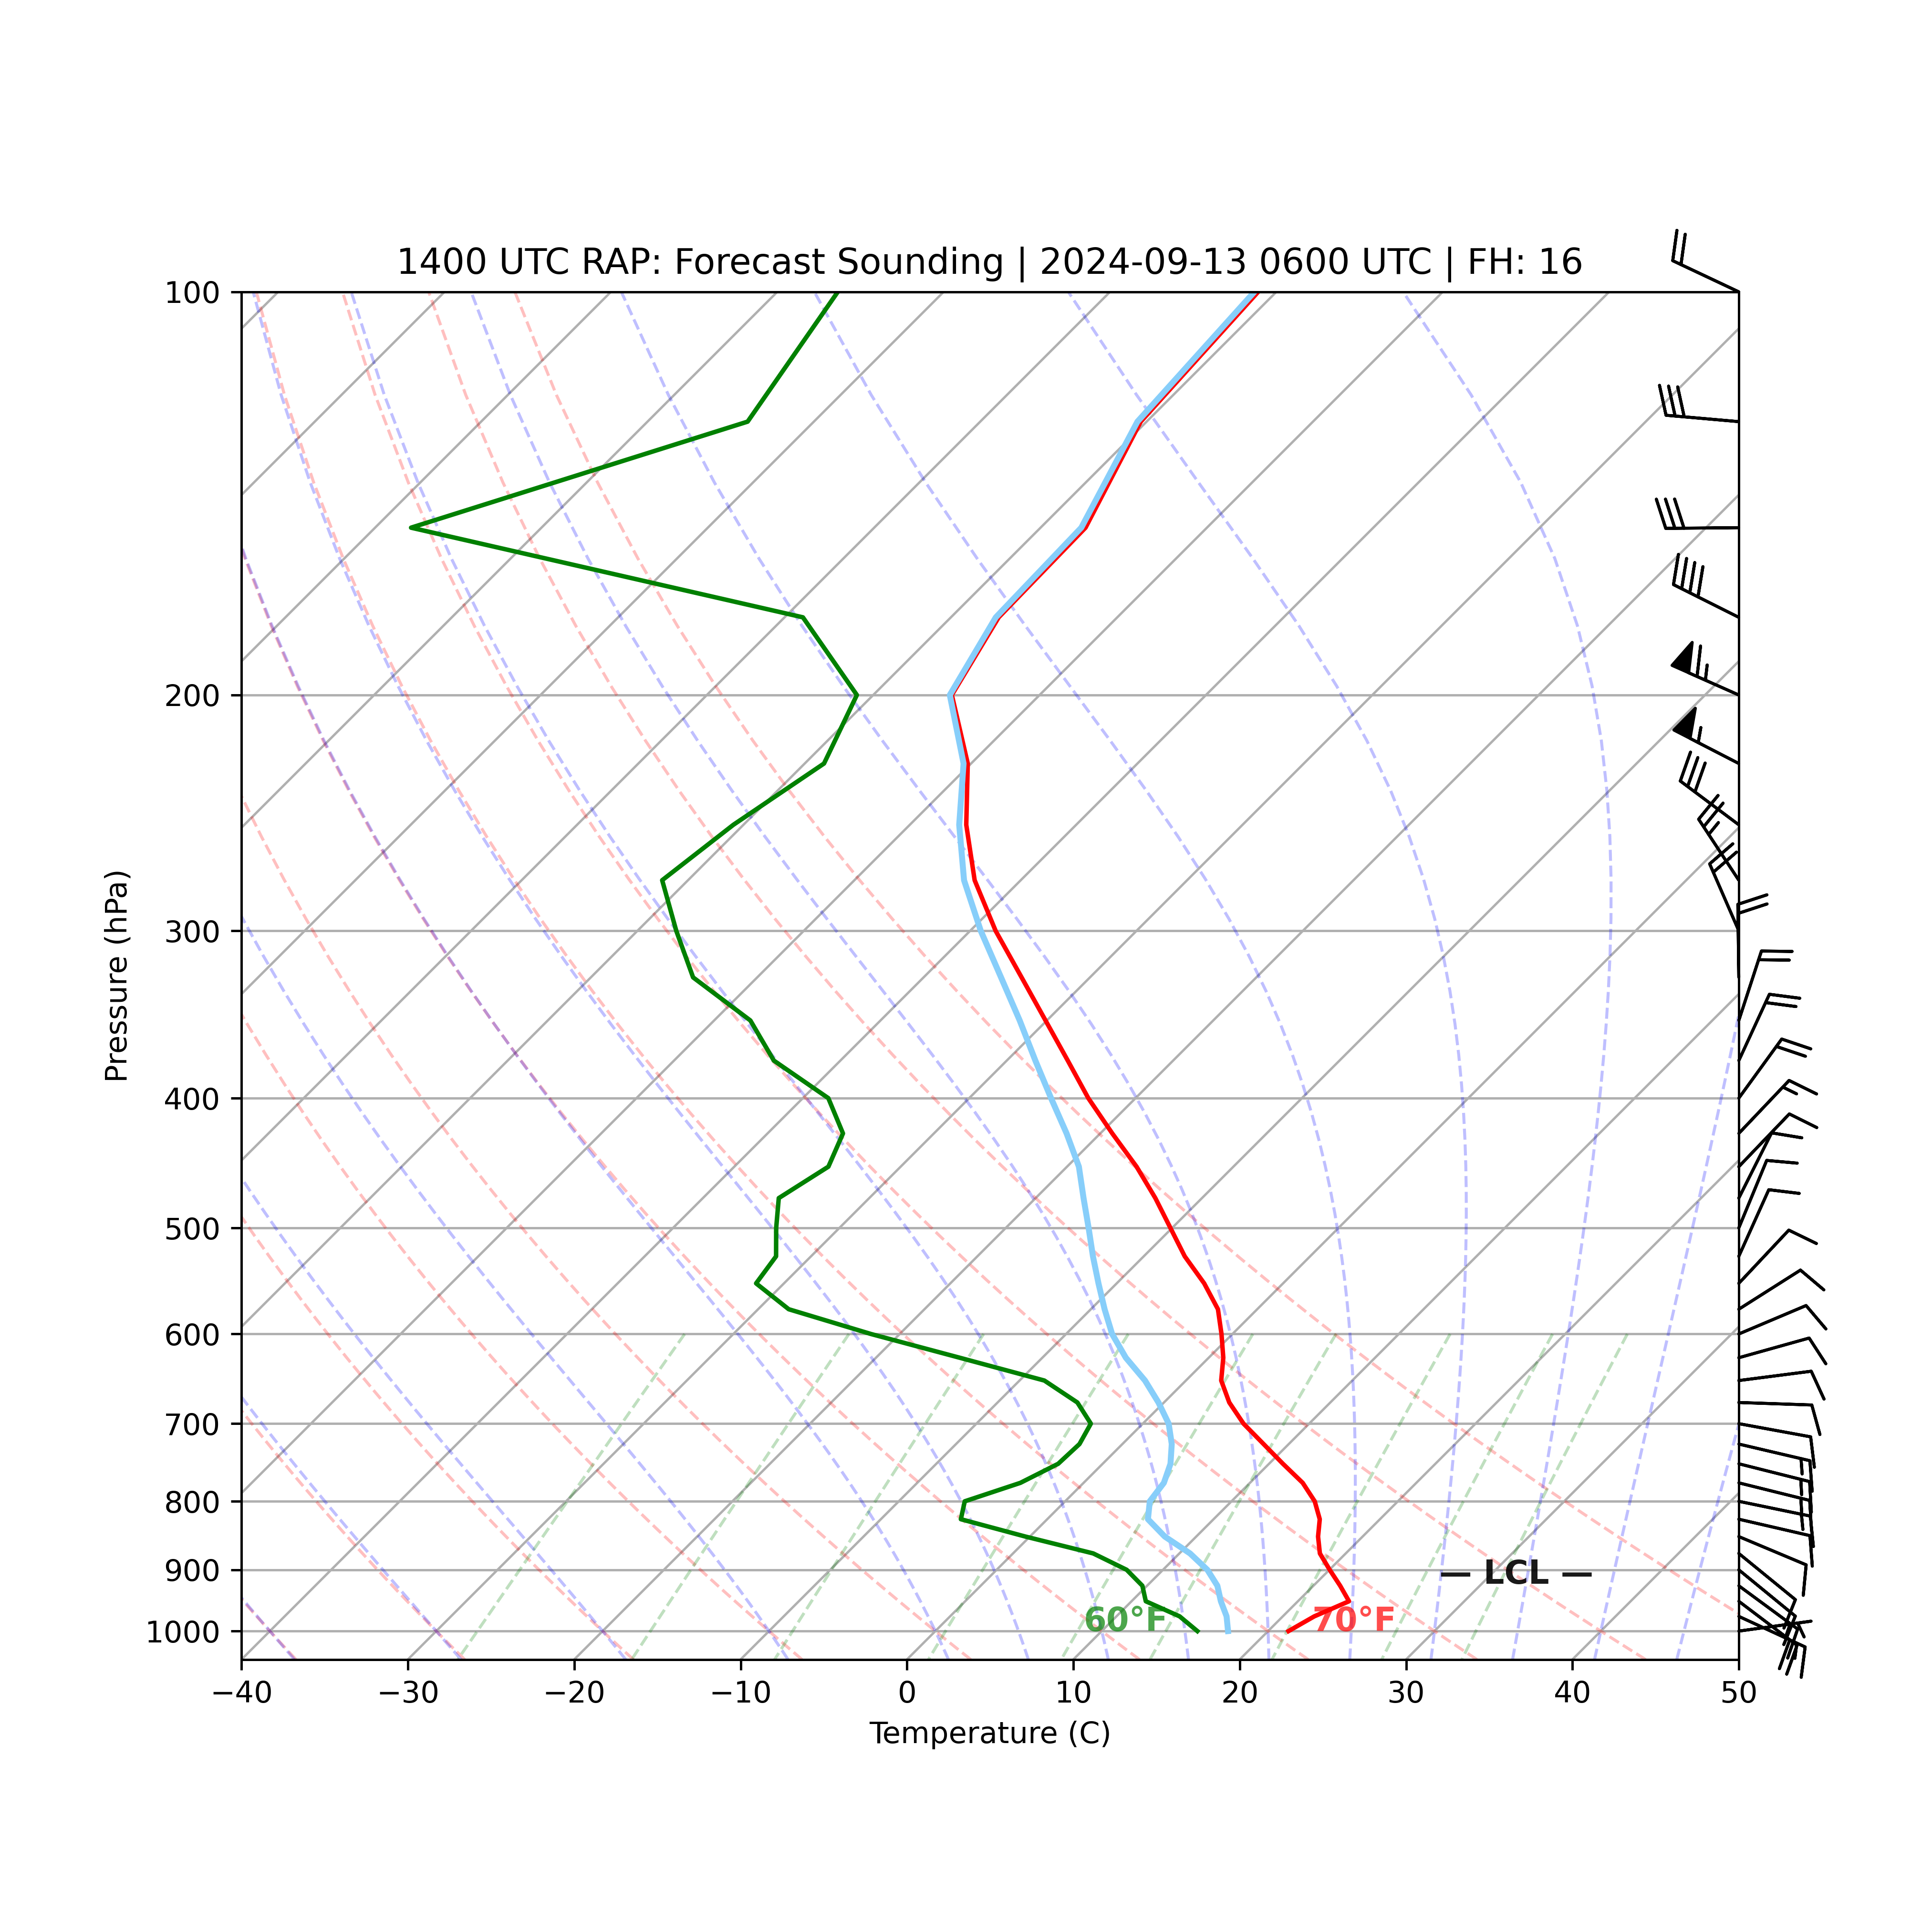 1400 UTC RAP: Forecast Sounding | 2024-09-13 0600 UTC | FH: 16
100
200
300
400
500
600
700
800
900
1000
Pressure (hPa)
— LCL —
60°F
70°F
−40 −30 −20 −10 0 10 20 30 40 50
Temperature (C)